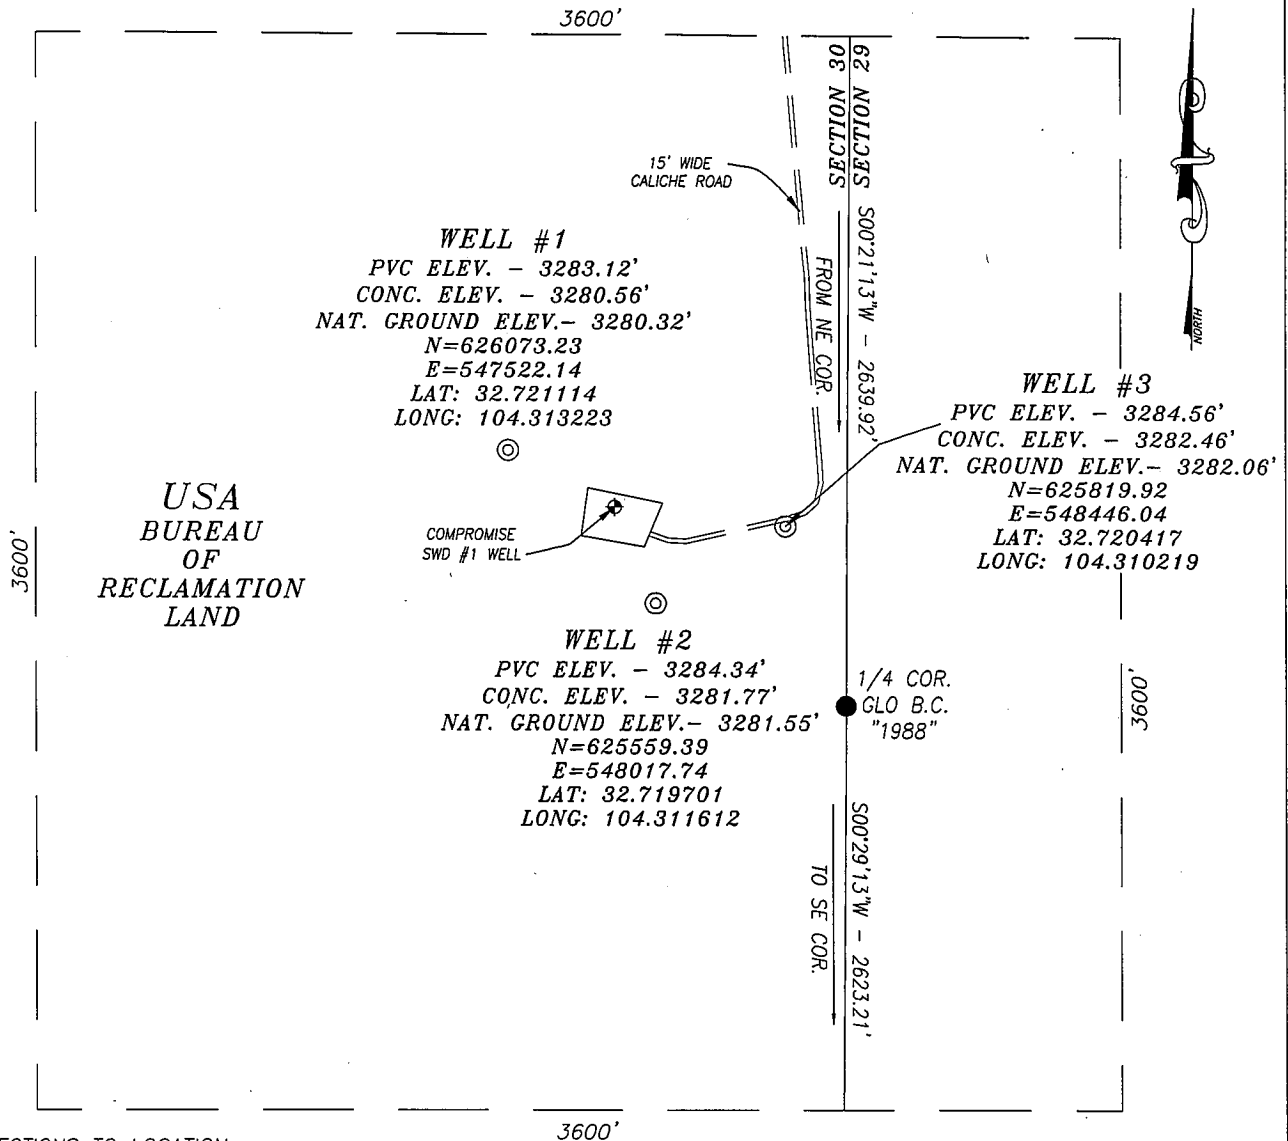 3600'
SECTION 30
SECTION 29
15' WIDE
CALICHE ROAD
S00°21'13"W - 2639.92'
FROM NE COR.
NORTH
WELL #1
PVC ELEV. - 3283.12'
CONC. ELEV. - 3280.56'
NAT. GROUND ELEV.- 3280.32'
N=626073.23
E=547522.14
LAT: 32.721114
LONG: 104.313223
WELL #3
PVC ELEV. - 3284.56'
CONC. ELEV. - 3282.46'
NAT. GROUND ELEV.- 3282.06'
N=625819.92
E=548446.04
LAT: 32.720417
LONG: 104.310219
USA
BUREAU
OF
RECLAMATION
LAND
3600'
COMPROMISE
SWD #1 WELL
WELL #2
PVC ELEV. - 3284.34'
CONC. ELEV. - 3281.77'
NAT. GROUND ELEV.- 3281.55'
N=625559.39
E=548017.74
LAT: 32.719701
LONG: 104.311612
1/4 COR.
GLO B.C.
"1988"
3600'
S00°29'13"W - 2623.21'
TO SE COR.
3600'